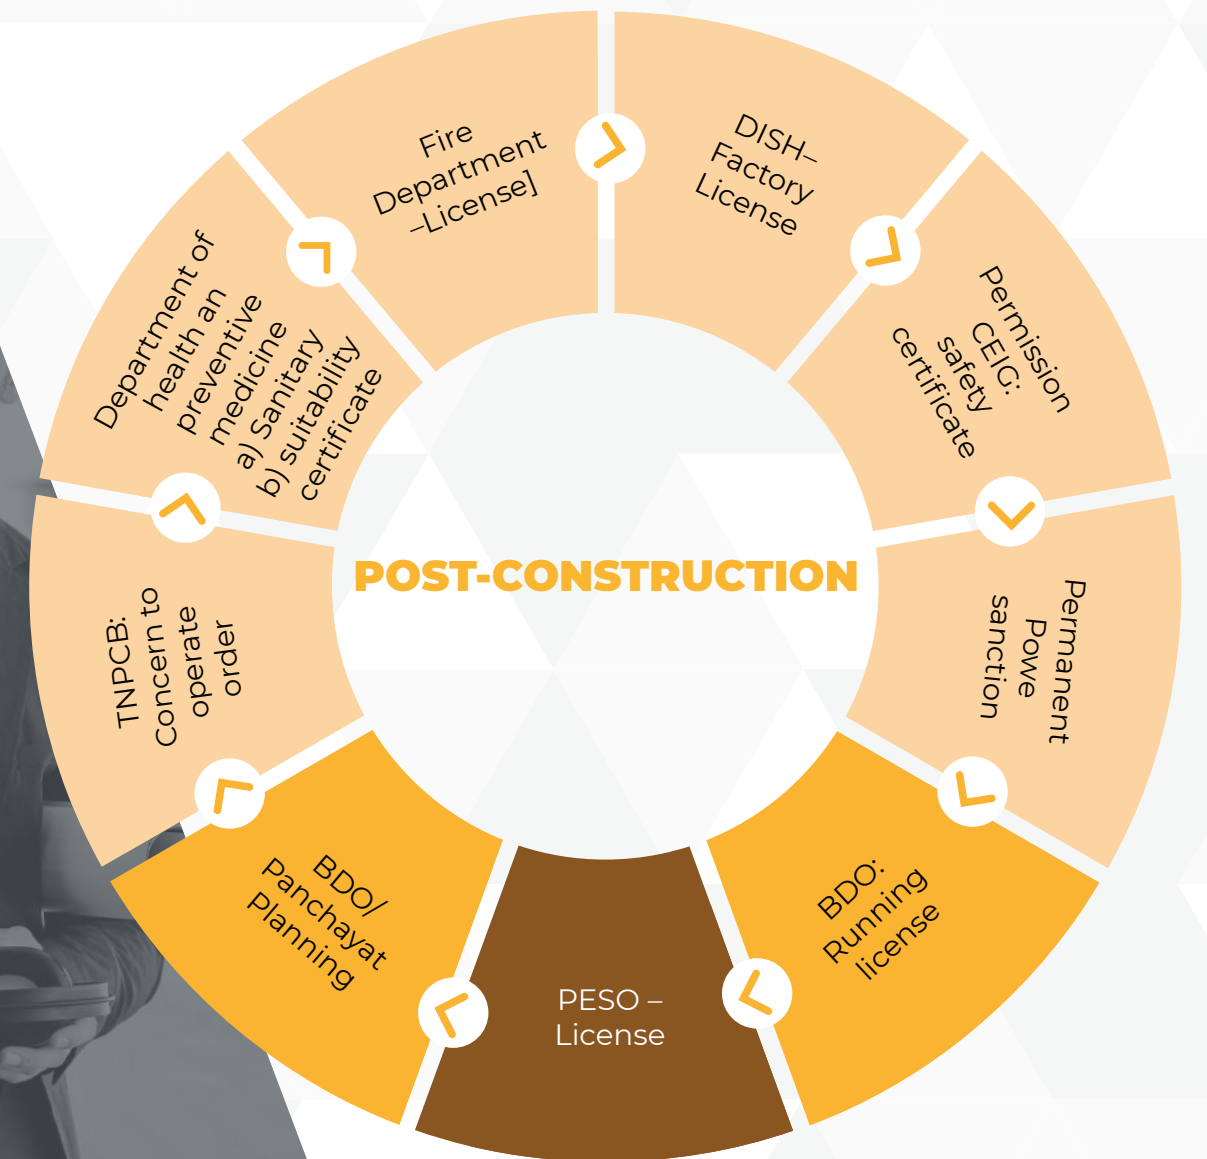 Fire
Department
–License]
DISH–
Factory
License
Permission
CEIG:
safety
certificate
Permanent
Powe
sanction
BDO:
Running
license
PESO –
License
BDO/
Panchayat
Planning
TNPCB:
Concern to
operate
order
Department of
health an
preventive
medicine
a) Sanitary
b) suitability
certificate
POST-CONSTRUCTION